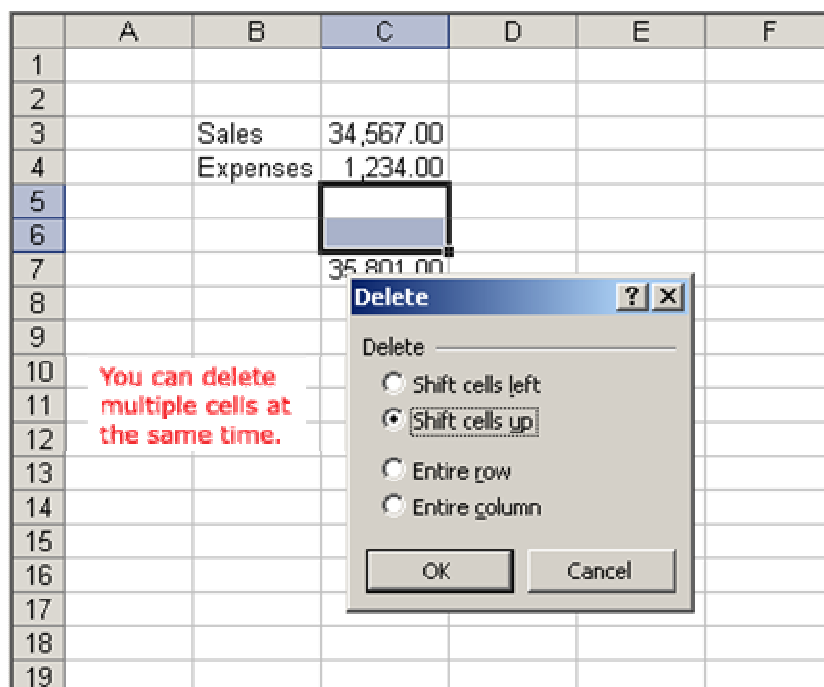 A B C D E F
1
2
3 Sales 34,567.00
4 Expenses 1,234.00
5
6
7 35,801.00
8
9
10
11
12
13
14
15
16
17
18
19
You can delete
multiple cells at
the same time.
Delete
Delete
Shift cells left
Shift cells up
Entire row
Entire column
OK Cancel